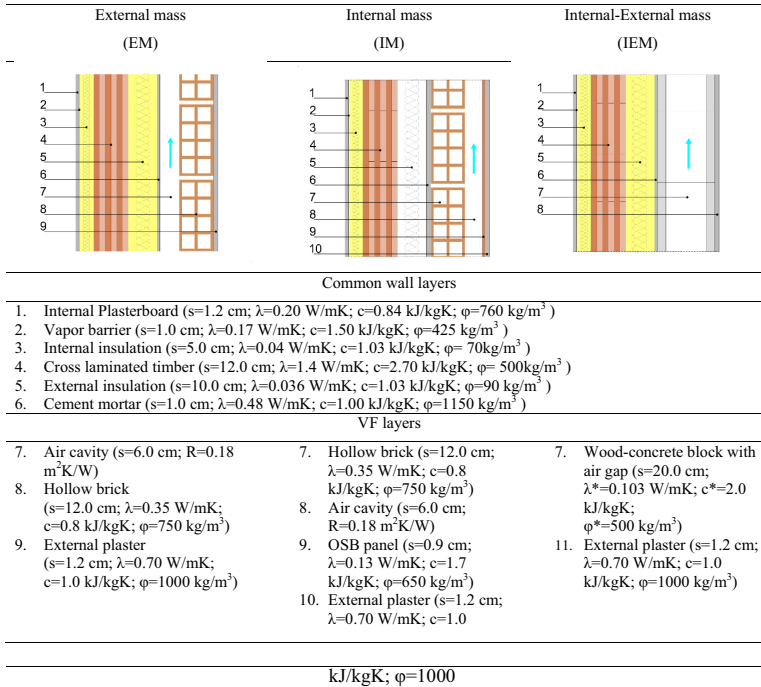 External mass
(EM)
Internal mass
(IM)
Internal-External mass
(IEM)
1
2
3
4
5
6
7
8
9
1
2
3
4
5
6
7
8
9
10
1
2
3
4
5
6
7
8
Common wall layers
1. Internal Plasterboard (s=1.2 cm; λ=0.20 W/mK; c=0.84 kJ/kgK; φ=760 kg/m³ )
2. Vapor barrier (s=1.0 cm; λ=0.17 W/mK; c=1.50 kJ/kgK; φ=425 kg/m³ )
3. Internal insulation (s=5.0 cm; λ=0.04 W/mK; c=1.03 kJ/kgK; φ= 70kg/m³ )
4. Cross laminated timber (s=12.0 cm; λ=1.4 W/mK; c=2.70 kJ/kgK; φ= 500kg/m³ )
5. External insulation (s=10.0 cm; λ=0.036 W/mK; c=1.03 kJ/kgK; φ=90 kg/m³ )
6. Cement mortar (s=1.0 cm; λ=0.48 W/mK; c=1.00 kJ/kgK; φ=1150 kg/m³ )
VF layers
7. Air cavity (s=6.0 cm; R=0.18
m²K/W)
8. Hollow brick
(s=12.0 cm; λ=0.35 W/mK;
c=0.8 kJ/kgK; φ=750 kg/m³)
9. External plaster
(s=1.2 cm; λ=0.70 W/mK;
c=1.0 kJ/kgK; φ=1000 kg/m³)
7. Hollow brick (s=12.0 cm;
λ=0.35 W/mK; c=0.8
kJ/kgK; φ=750 kg/m³)
8. Air cavity (s=6.0 cm;
R=0.18 m²K/W)
9. OSB panel (s=0.9 cm;
λ=0.13 W/mK; c=1.7
kJ/kgK; φ=650 kg/m³)
10. External plaster (s=1.2 cm;
λ=0.70 W/mK; c=1.0
7. Wood-concrete block with
air gap (s=20.0 cm;
λ*=0.103 W/mK; c*=2.0
kJ/kgK;
φ*=500 kg/m³)
11. External plaster (s=1.2 cm;
λ=0.70 W/mK; c=1.0
kJ/kgK; φ=1000 kg/m³)
kJ/kgK; φ=1000